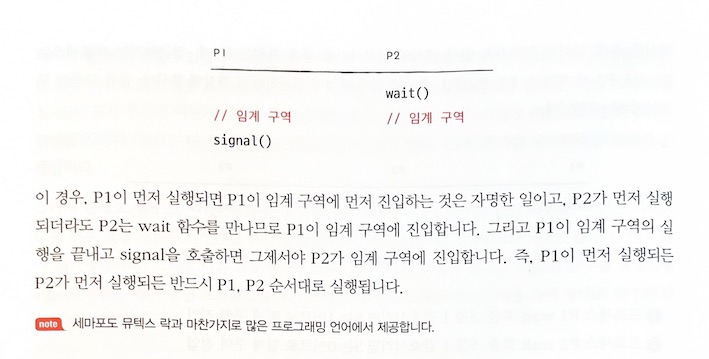 P1 P2
wait()
// 임계 구역 // 임계 구역
signal()
이 경우, P1이 먼저 실행되면 P1이 임계 구역에 먼저 진입하는 것은 자명한 일이고, P2가 먼저 실행
되더라도 P2는 wait 함수를 만나므로 P1이 임계 구역에 진입합니다. 그리고 P1이 임계 구역의 실
행을 끝내고 signal을 호출하면 그제서야 P2가 임계 구역에 진입합니다. 즉, P1이 먼저 실행되든
P2가 먼저 실행되든 반드시 P1, P2 순서대로 실행됩니다.
note 세마포도 뮤텍스 락과 마찬가지로 많은 프로그래밍 언어에서 제공합니다.